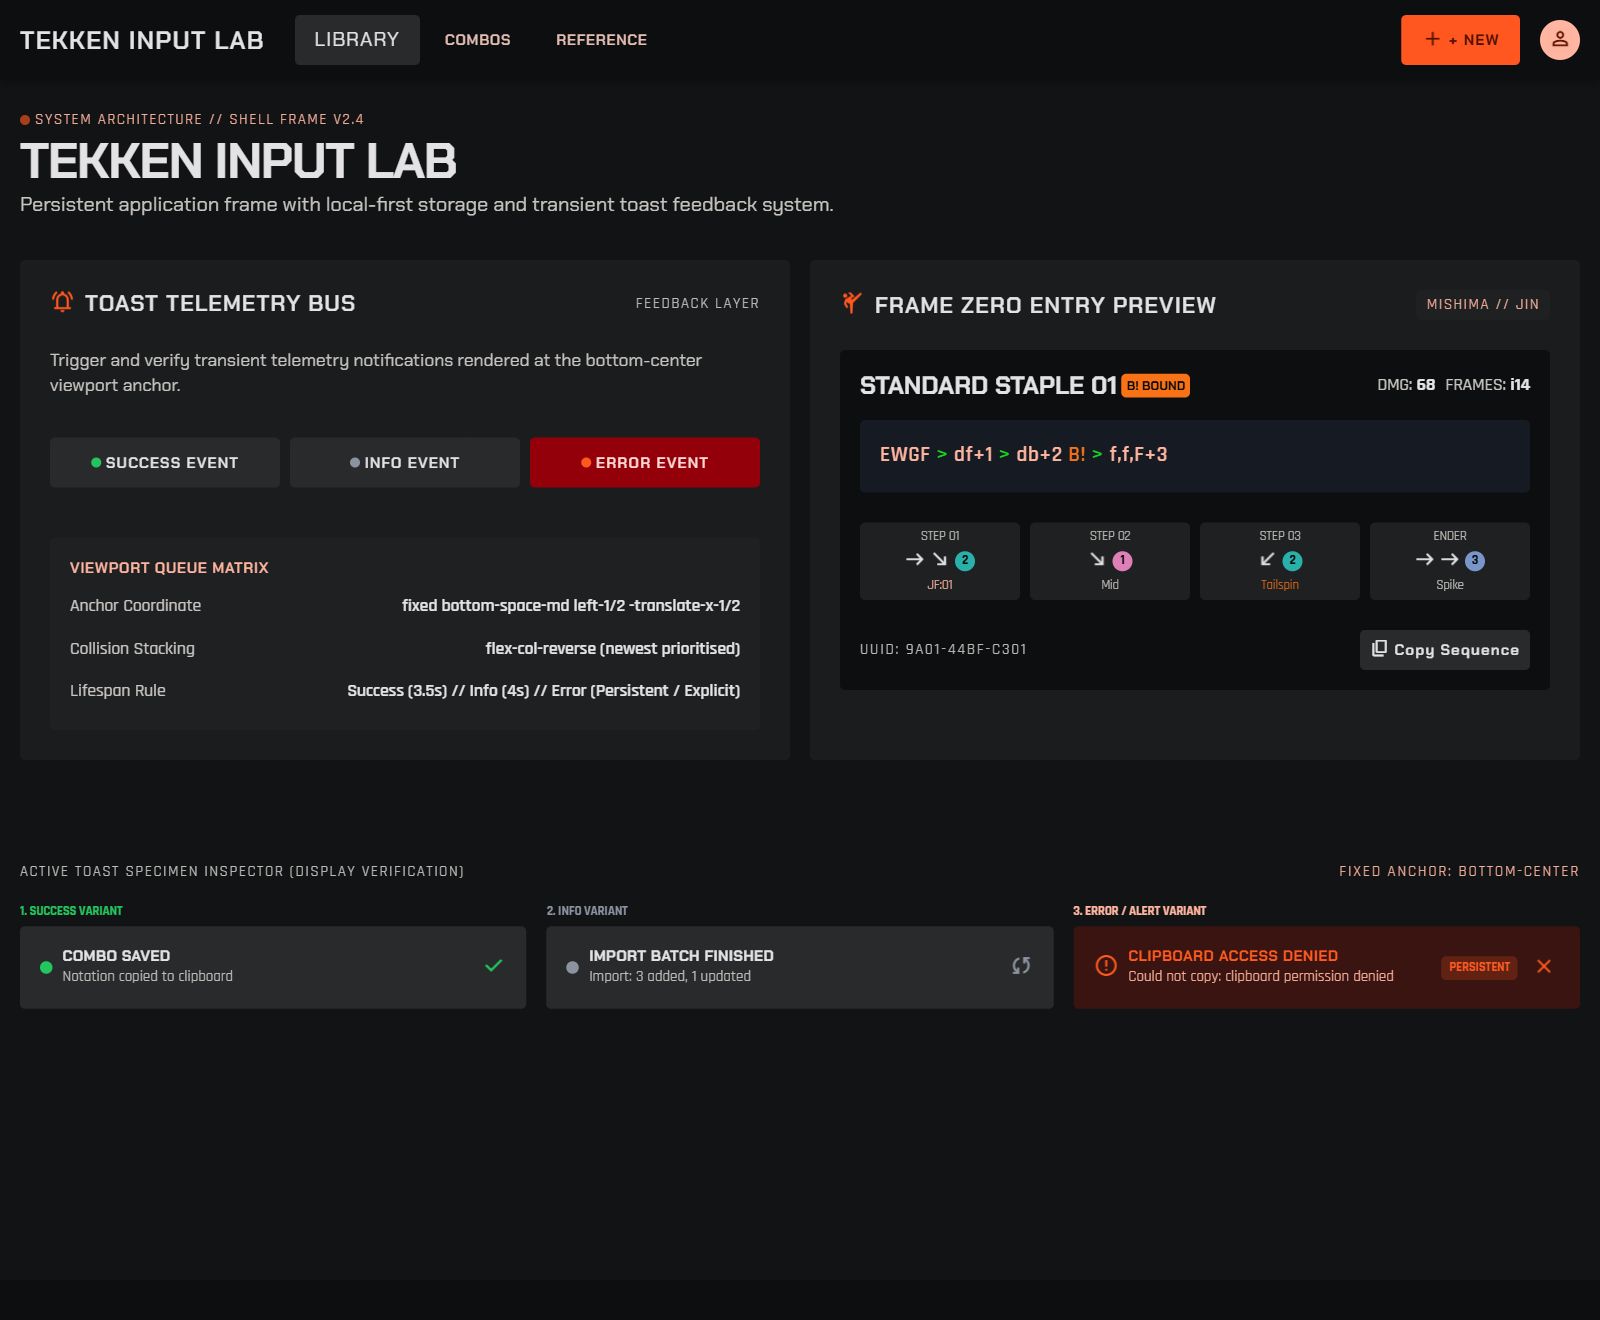 TEKKEN INPUT LAB
LIBRARY
COMBOS
REFERENCE
+ NEW
SYSTEM ARCHITECTURE // SHELL FRAME V2.4
TEKKEN INPUT LAB
Persistent application frame with local-first storage and transient toast feedback system.
TOAST TELEMETRY BUS
FEEDBACK LAYER
Trigger and verify transient telemetry notifications rendered at the bottom-center
viewport anchor.
SUCCESS EVENT
INFO EVENT
ERROR EVENT
VIEWPORT QUEUE MATRIX
Anchor Coordinate
fixed bottom-space-md left-1/2 -translate-x-1/2
Collision Stacking
flex-col-reverse (newest prioritised)
Lifespan Rule
Success (3.5s) // Info (4s) // Error (Persistent / Explicit)
FRAME ZERO ENTRY PREVIEW
MISHIMA // JIN
STANDARD STAPLE 01
B! BOUND
DMG: 68 FRAMES: i14
EWGF > df+1 > db+2 B! > f,f,F+3
STEP 01
→ ↘ 2
JF:01
STEP 02
↘ 1
Mid
STEP 03
↙ 2
Tailspin
ENDER
→ → 3
Spike
UUID: 9A01-44BF-C301
Copy Sequence
ACTIVE TOAST SPECIMEN INSPECTOR (DISPLAY VERIFICATION)
FIXED ANCHOR: BOTTOM-CENTER
1. SUCCESS VARIANT
COMBO SAVED
Notation copied to clipboard
2. INFO VARIANT
IMPORT BATCH FINISHED
Import: 3 added, 1 updated
3. ERROR / ALERT VARIANT
CLIPBOARD ACCESS DENIED
Could not copy: clipboard permission denied
PERSISTENT